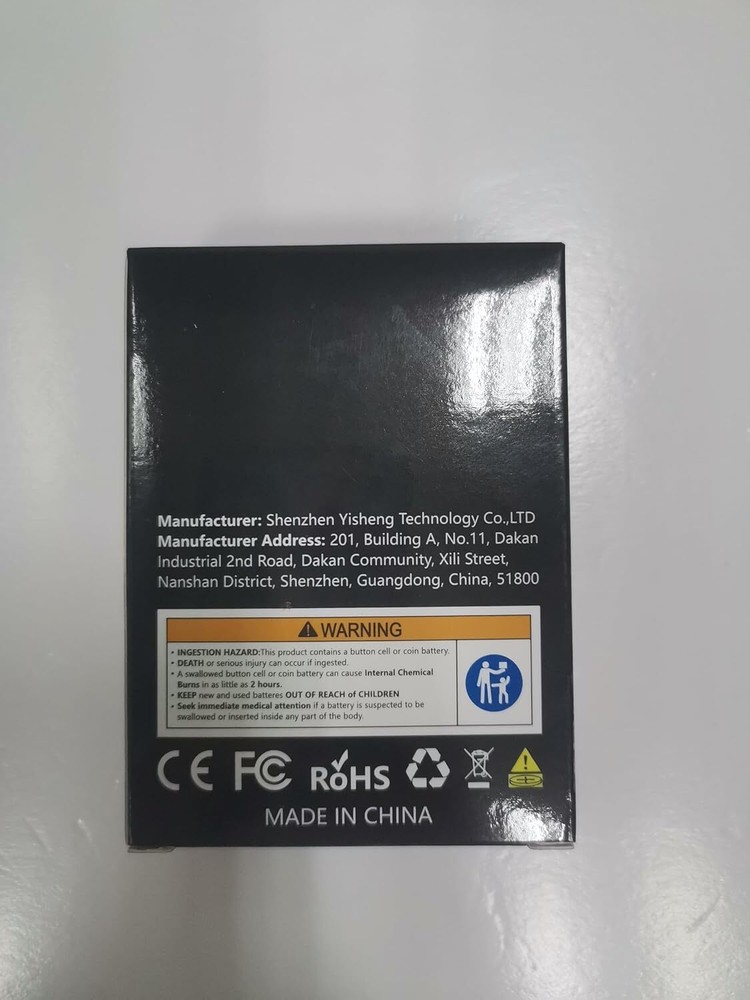 Manufacturer: Shenzhen Yisheng Technology Co.,LTD
Manufacturer Address: 201, Building A, No.11, Dakan
Industrial 2nd Road, Dakan Community, Xili Street,
Nanshan District, Shenzhen, Guangdong, China, 51800
WARNING
• INGESTION HAZARD:This product contains a button cell or coin battery.
• DEATH or serious injury can occur if ingested.
• A swallowed button cell or coin battery can cause Internal Chemical
Burns in as little as 2 hours.
• KEEP new and used batteres OUT OF REACH of CHILDREN
• Seek immediate medical attention if a battery is suspected to be
swallowed or inserted inside any part of the body.
CE FC RoHS
MADE IN CHINA